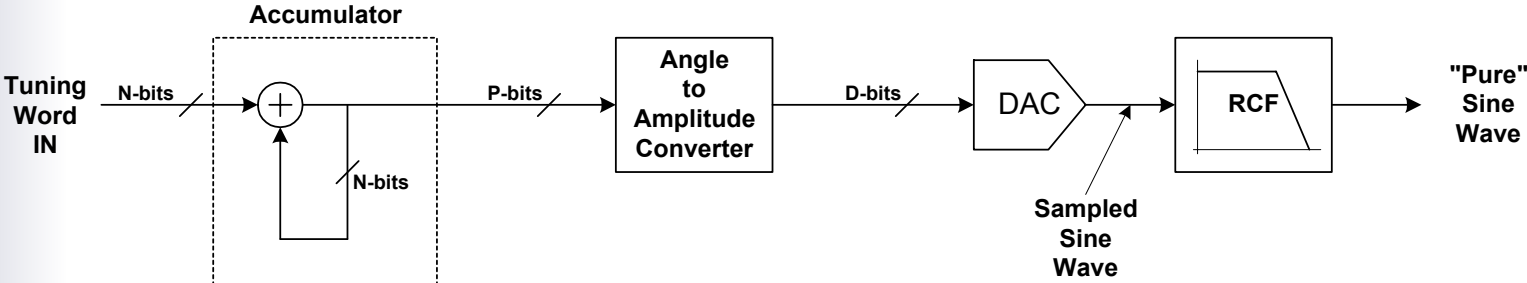 Accumulator
Tuning
Word
IN
N-bits
+
N-bits
P-bits
Angle
to
Amplitude
Converter
D-bits
DAC
Sampled
Sine
Wave
RCF
"Pure"
Sine
Wave